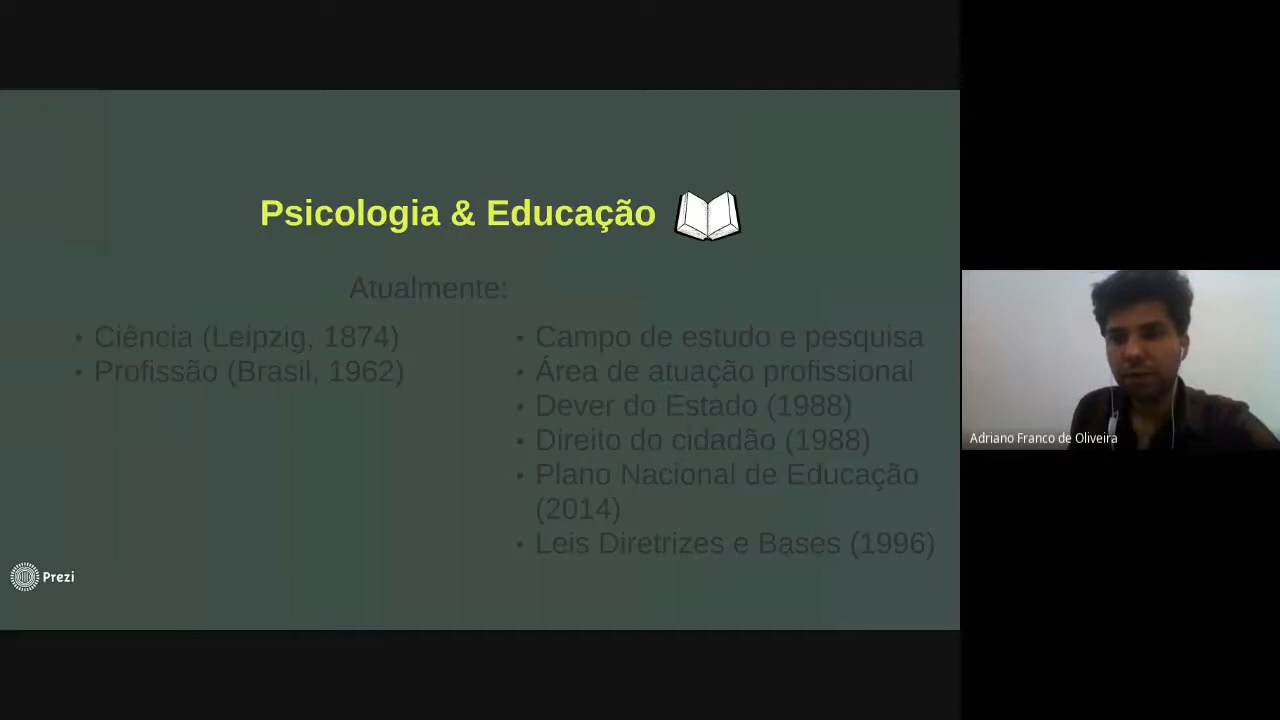 Psicologia & Educação
Atualmente:
• Ciência (Leipzig, 1874)
• Profissão (Brasil, 1962)
• Campo de estudo e pesquisa
• Área de atuação profissional
• Dever do Estado (1988)
• Direito do cidadão (1988)
• Plano Nacional de Educação
(2014)
• Leis Diretrizes e Bases (1996)
Prezi
Adriano Franco de Oliveira